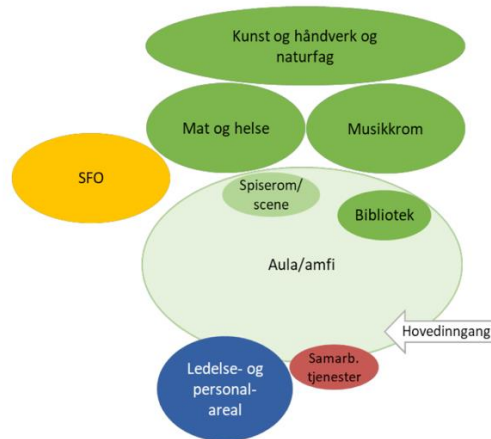 Kunst og håndverk og
naturfag
Mat og helse
Musikkrom
SFO
Spiserom/
scene
Bibliotek
Aula/amfi
Hovedinngang
Ledelse- og
personal-
areal
Samarb.
tjenester